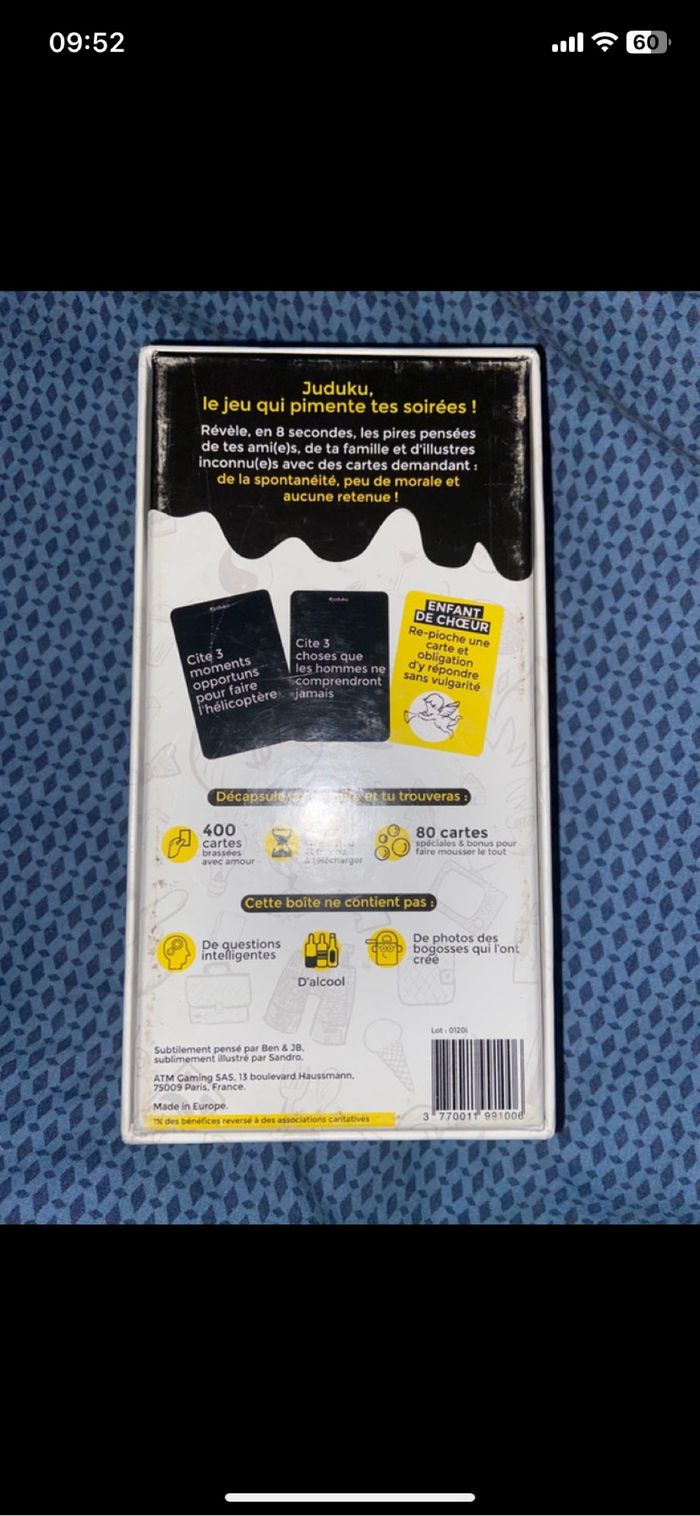 09:52
60
Juduku,
le jeu qui pimente tes soirées !
Révèle, en 8 secondes, les pires pensées
de tes ami(e)s, de ta famille et d'illustres
inconnu(e)s avec des cartes demandant :
de la spontanéité, peu de morale et
aucune retenue !
Juduku
Cite 3
moments
opportuns
pour faire
l'hélicoptère
Juduku
Cite 3
choses que
les hommes ne
comprendront
jamais
ENFANT
DE CHŒUR
Re-pioche une
carte et
obligation
d'y répondre
sans vulgarité
Décapsule et tu trouveras :
400
cartes
brassées
avec amour
à télécharger
80 cartes
spéciales & bonus pour
faire mousser le tout
Cette boîte ne contient pas :
De questions
intelligentes
D'alcool
De photos des
bogosses qui l'ont
créé
Subtilement pensé par Ben & JB,
sublimement illustré par Sandro.
ATM Gaming SAS, 13 boulevard Haussmann,
75009 Paris, France.
Made in Europe.
1% des bénéfices reversé à des associations caritatives
Lot : 0120i
3 770011 991006